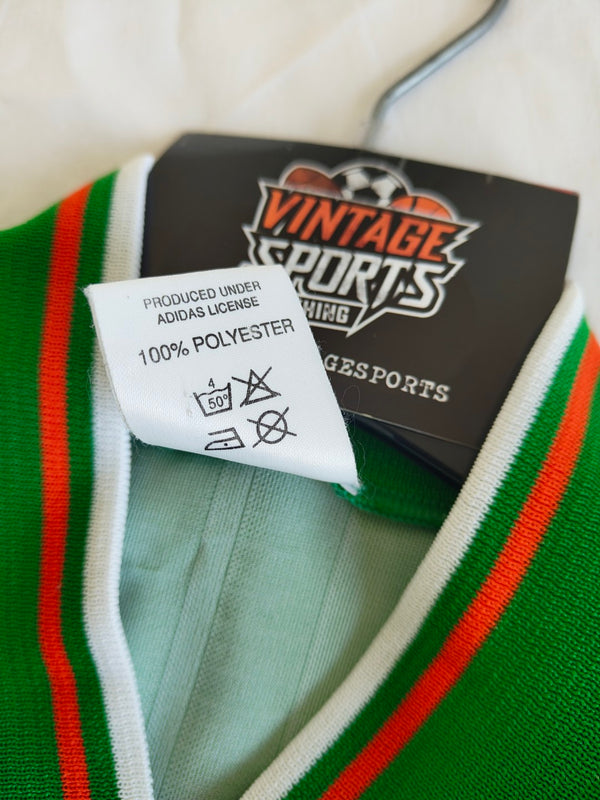 VINTAGE
SPORTS
HING
GESPORTS
PRODUCED UNDER
ADIDAS LICENSE
100% POLYESTER
4
50°